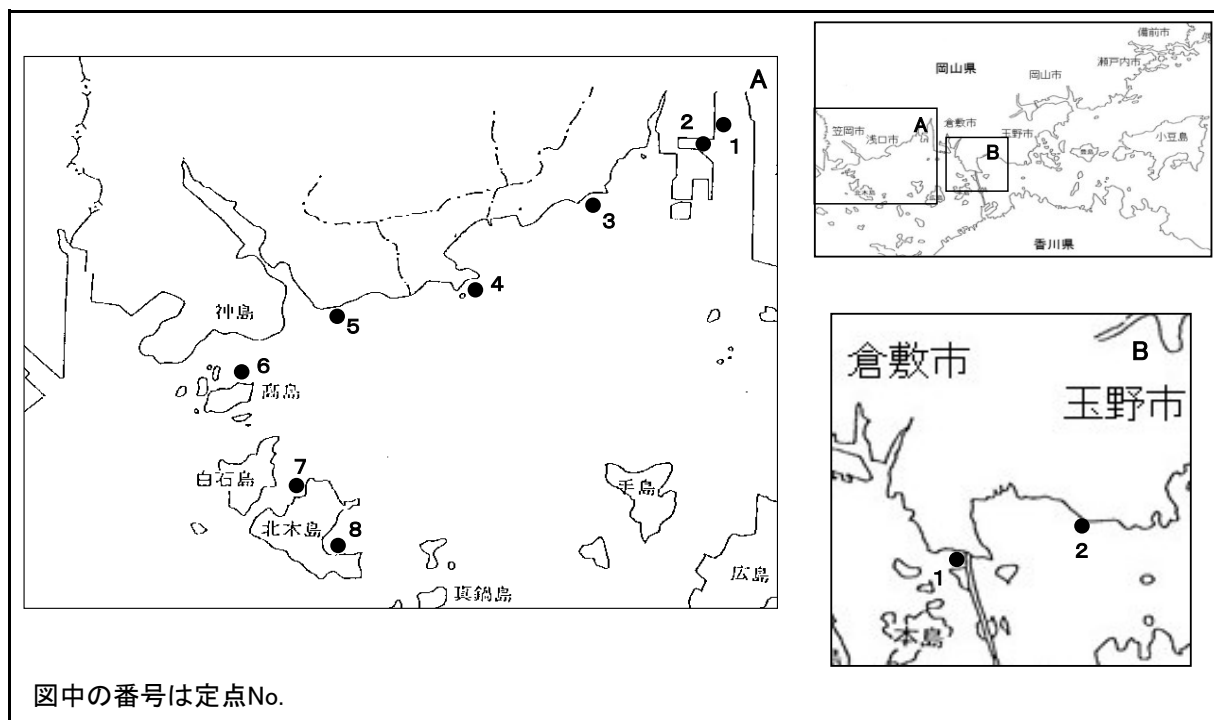 A
2
1
3
4
神島
5
6
高島
7
白石島
手島
北木島
8
広島
真鍋島
備前市
瀬戸内市
岡山県
岡山市
A
倉敷市
玉野市
笠岡市
浅口市
B
小豆島
香川県
B
倉敷市
玉野市
2
1
本島
図中の番号は定点No.